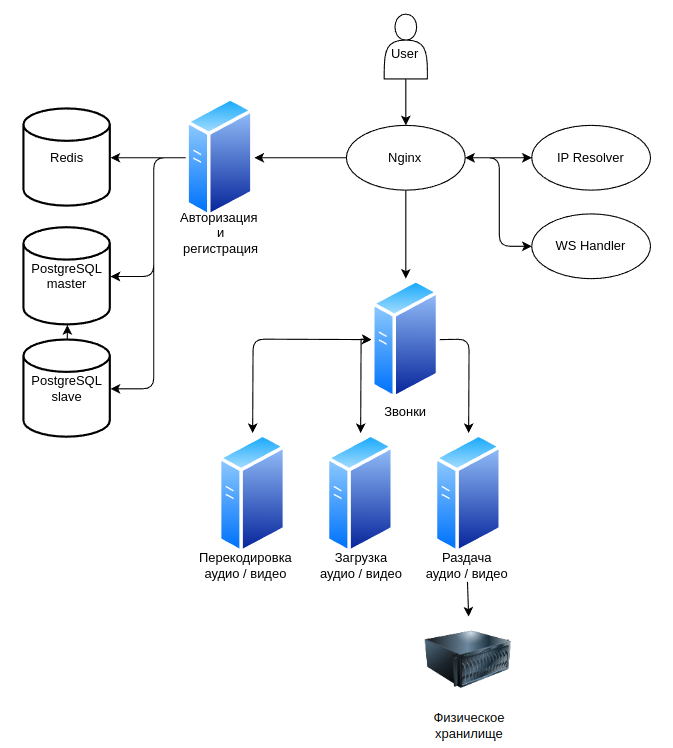 User
Redis
Nginx
IP Resolver
Авторизация
и
регистрация
WS Handler
PostgreSQL
master
PostgreSQL
slave
Звонки
Перекодировка
аудио / видео
Загрузка
аудио / видео
Раздача
аудио / видео
Физическое
хранилище